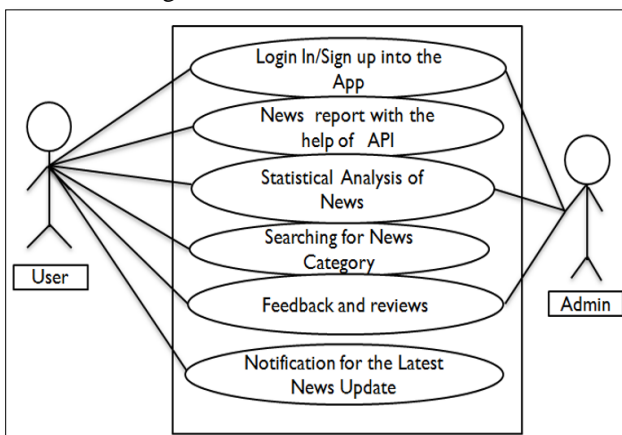 Login In/Sign up into the
App
News report with the
help of API
Statistical Analysis of
News
Searching for News
Category
Feedback and reviews
Notification for the Latest
News Update
User
Admin